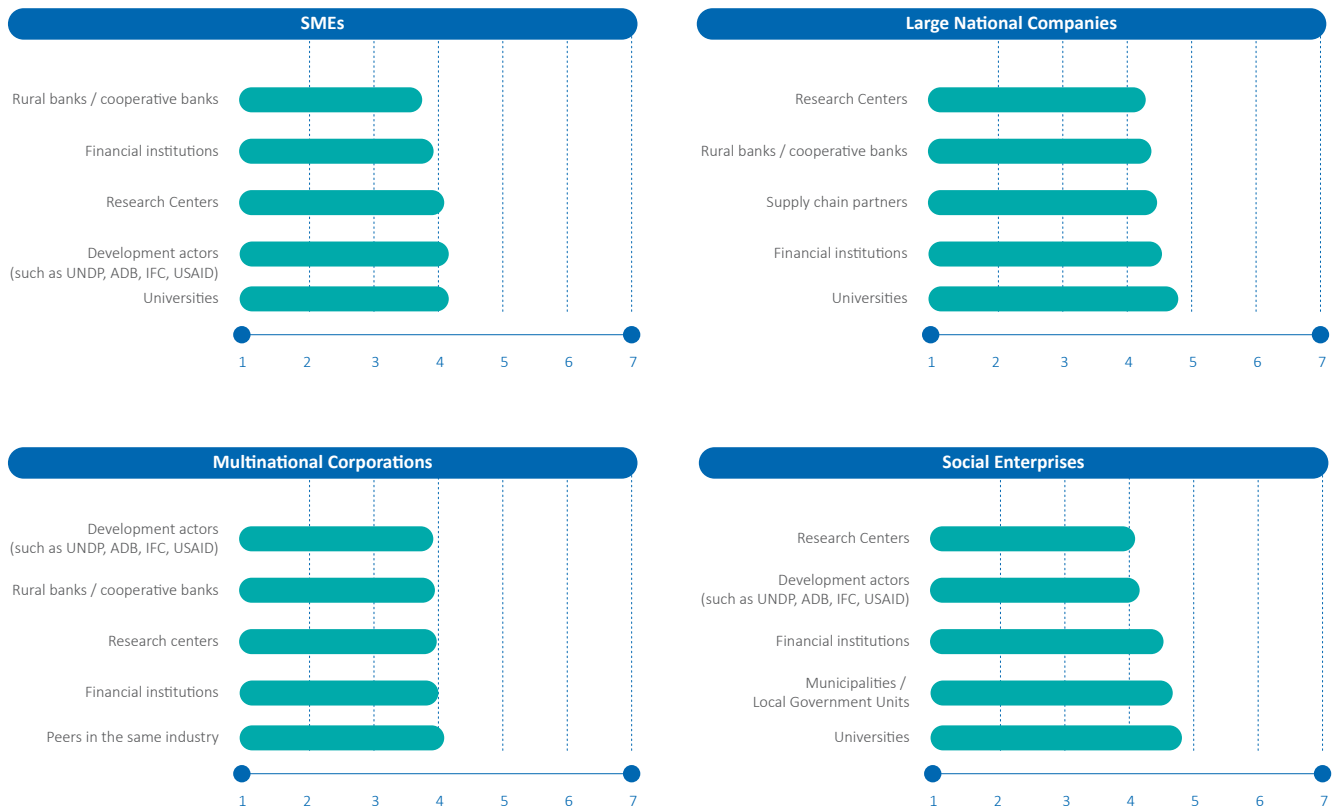 SMEs
Rural banks / cooperative banks
Financial institutions
Research Centers
Development actors
(such as UNDP, ADB, IFC, USAID)
Universities
1 2 3 4 5 6 7
Large National Companies
Research Centers
Rural banks / cooperative banks
Supply chain partners
Financial institutions
Universities
1 2 3 4 5 6 7
Multinational Corporations
Development actors
(such as UNDP, ADB, IFC, USAID)
Rural banks / cooperative banks
Research centers
Financial institutions
Peers in the same industry
1 2 3 4 5 6 7
Social Enterprises
Research Centers
Development actors
(such as UNDP, ADB, IFC, USAID)
Financial institutions
Municipalities /
Local Government Units
Universities
1 2 3 4 5 6 7